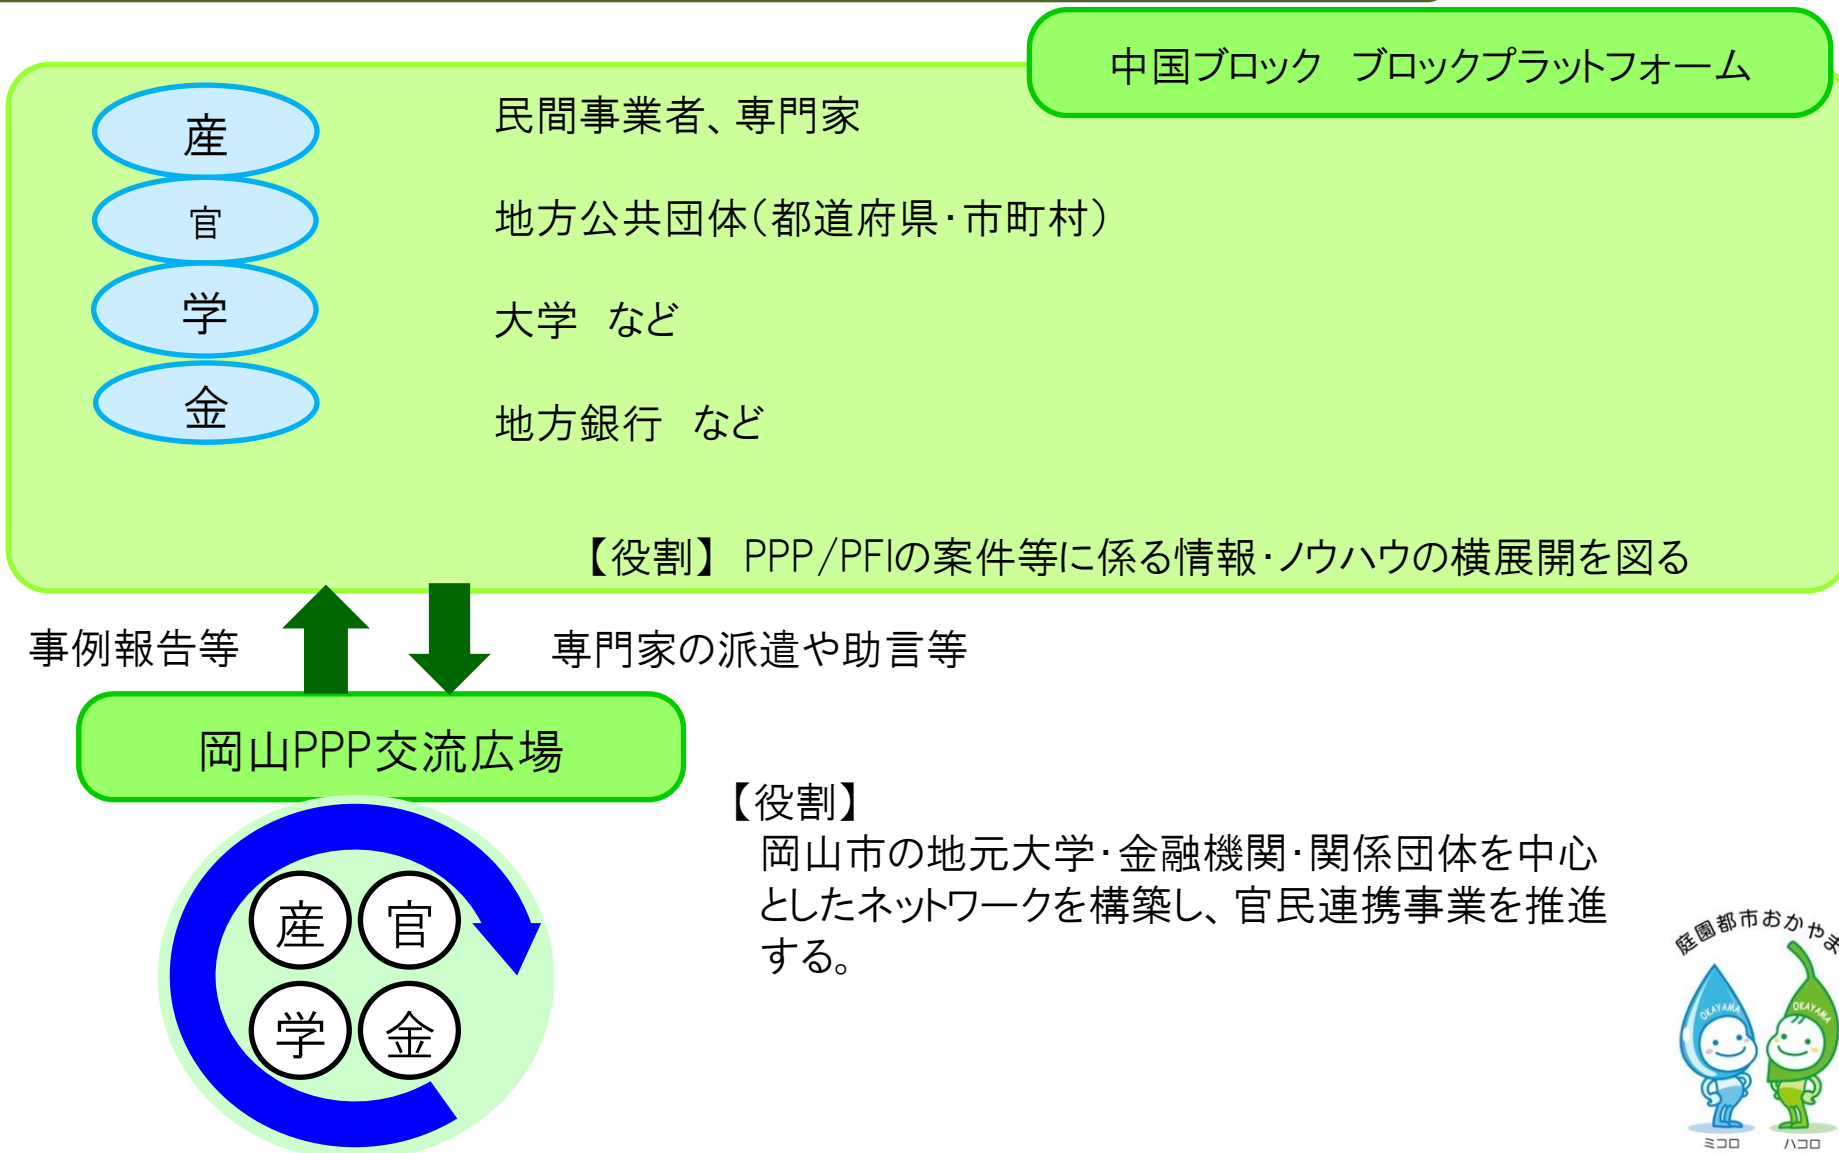 中国ブロック　ブロックプラットフォーム
産
民間事業者、専門家
官
地方公共団体（都道府県・市町村）
学
大学　など
金
地方銀行　など
【役割】 PPP/PFIの案件等に係る情報・ノウハウの横展開を図る
事例報告等
専門家の派遣や助言等
岡山PPP交流広場
産 官
学 金
【役割】
岡山市の地元大学・金融機関・関係団体を中心
としたネットワークを構築し、官民連携事業を推進
する。
庭園都市おかやま
OKAYAMA
OKAYAMA
ミコロ
ハコロ